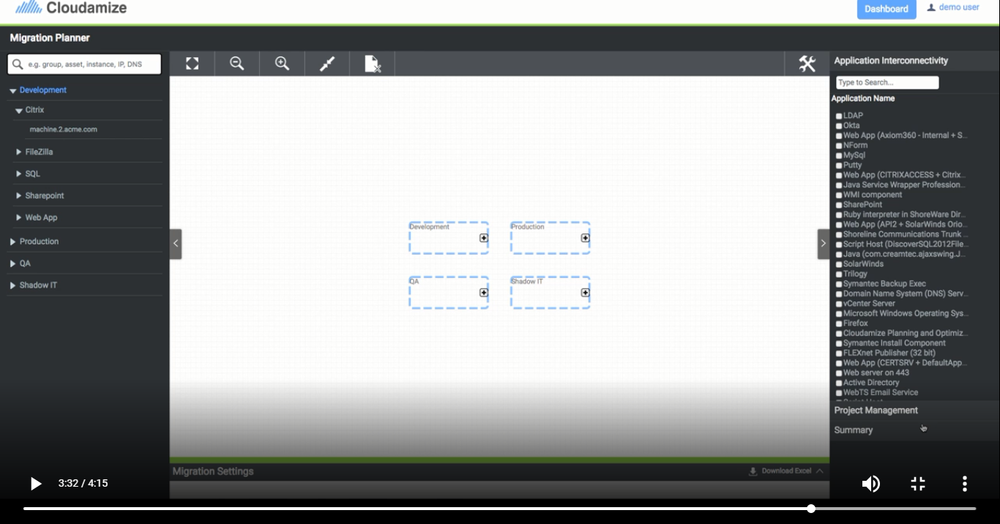 Cloudamize
Dashboard
demo user
Migration Planner
e.g. group, asset, instance, IP, DNS
Development
Citrix
machine.2.acme.com
FileZilla
SQL
Sharepoint
Web App
Production
QA
Shadow IT
Development
Production
QA
Shadow IT
Application Interconnectivity
Type to Search...
Application Name
LDAP
Okta
Web App (Axiom360 - Internal + S...
NForm
MySql
Putty
Web App (CITRIXACCESS + Citrix...
Java Service Wrapper Profession...
WMI component
SharePoint
Ruby interpreter in ShoreWare Dir...
Web App (API2 + SolarWinds Orio...
Shoreline Communications Trunk ...
Script Host (DiscoverSQL2012File...
Java (com.creamtec.ajaxswing.J...
SolarWinds
Trilogy
Symantec Backup Exec
Domain Name System (DNS) Serv...
vCenter Server
Microsoft Windows Operating Sys...
Firefox
Cloudamize Planning and Optimiz...
Symantec Install Component
FLEXnet Publisher (32 bit)
Web App (CERTSRV + DefaultApp...
Web server on 443
Active Directory
WebTS Email Service
Project Management
Summary
Migration Settings
Download Excel
3:32 / 4:15